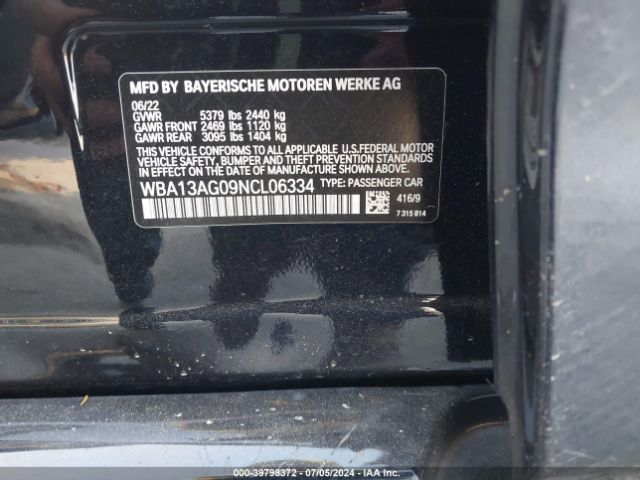 MFD BY BAYERISCHE MOTOREN WERKE AG
06/22
GVWR 5379 lbs 2440 kg
GAWR FRONT 2469 lbs 1120 kg
GAWR REAR 3095 lbs 1404 kg
THIS VEHICLE CONFORMS TO ALL APPLICABLE U.S.FEDERAL MOTOR
VEHICLE SAFETY, BUMPER AND THEFT PREVENTION STANDARDS
IN EFFECT ON THE DATE OF MANUFACTURE SHOWN ABOVE.
WBA13AG09NCL06334 TYPE: PASSENGER CAR
416/9
7 315 814
000-39798372 - 07/05/2024 - IAA Inc.